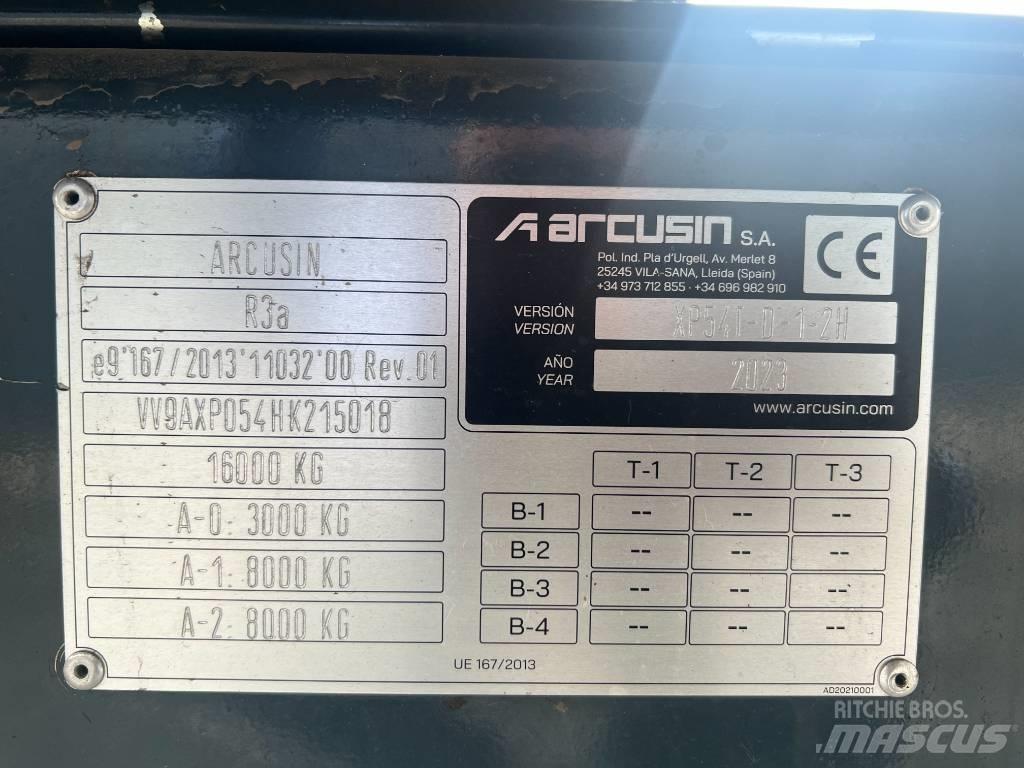 ARCUSIN
R3a
e9*167/2013*11032*00 Rev.01
VV9AXP054HK215018
16000 KG
A-0. 3000 KG
A-1. 8000 KG
A-2. 8000 KG
arcusin S.A.
Pol. Ind. Pla d'Urgell, Av. Merlet 8
25245 VILA-SANA, Lleida (Spain)
+34 973 712 855 · +34 696 982 910
CE
VERSIÓN
VERSION
XP54T-D-1-2H
AÑO
YEAR
2023
www.arcusin.com
T-1 T-2 T-3
B-1 -- -- --
B-2 -- -- --
B-3 -- -- --
B-4 -- -- --
UE 167/2013
AD20210001
RITCHIE BROS.
MASCUS